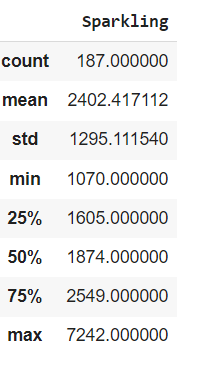 Sparkling
count 187.000000
mean 2402.417112
std 1295.111540
min 1070.000000
25% 1605.000000
50% 1874.000000
75% 2549.000000
max 7242.000000